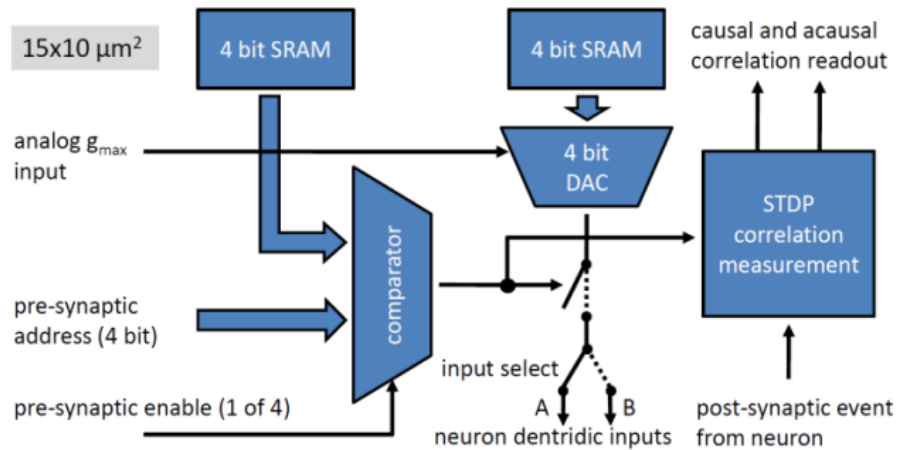 15x10 µm²
4 bit SRAM
4 bit SRAM
causal and acausal
correlation readout
analog gmax
input
4 bit
DAC
STDP
correlation
measurement
comparator
pre-synaptic
address (4 bit)
input select
A
B
pre-synaptic enable (1 of 4)
neuron dentridic inputs
post-synaptic event
from neuron